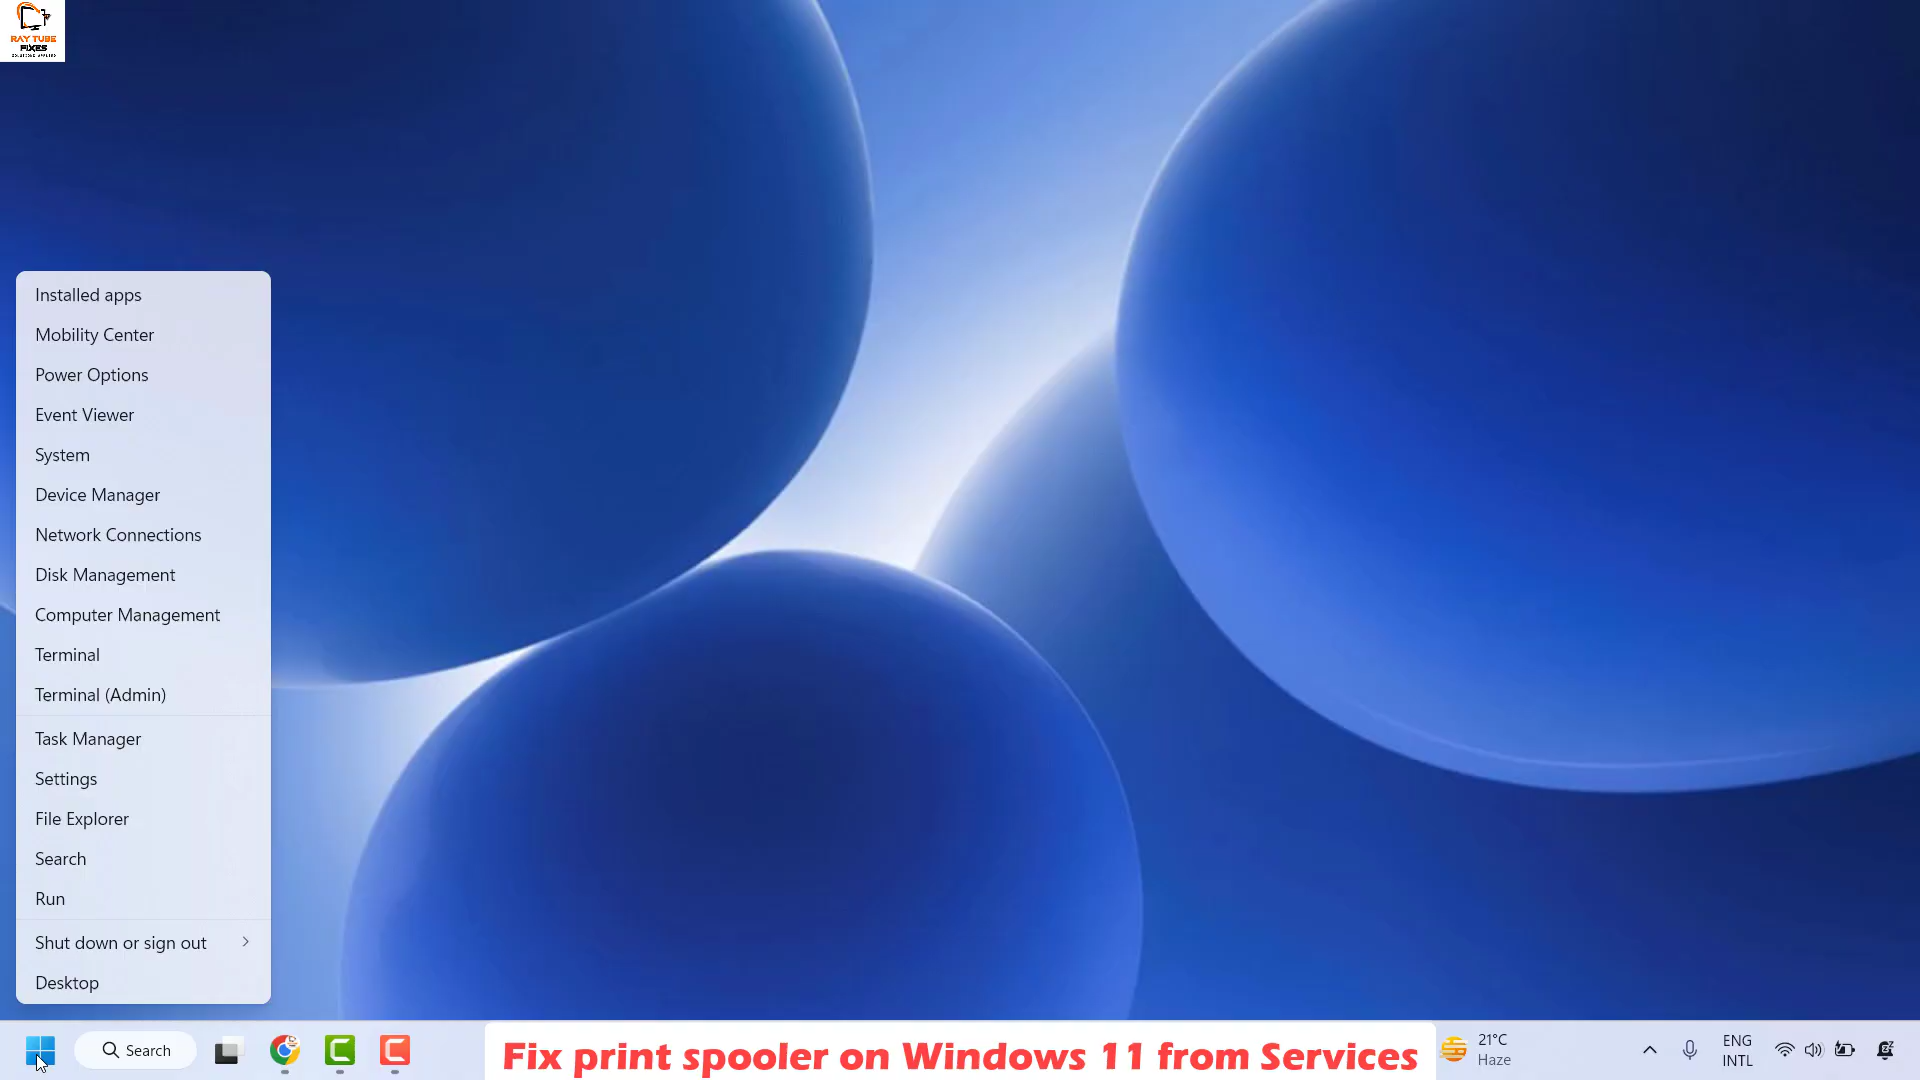 RAY TUBE
FIXES
SOLUTIONS APPLIED
Installed apps
Mobility Center
Power Options
Event Viewer
System
Device Manager
Network Connections
Disk Management
Computer Management
Terminal
Terminal (Admin)
Task Manager
Settings
File Explorer
Search
Run
Shut down or sign out
Desktop
Search
Fix print spooler on Windows 11 from Services
21°C
Haze
ENG
INTL